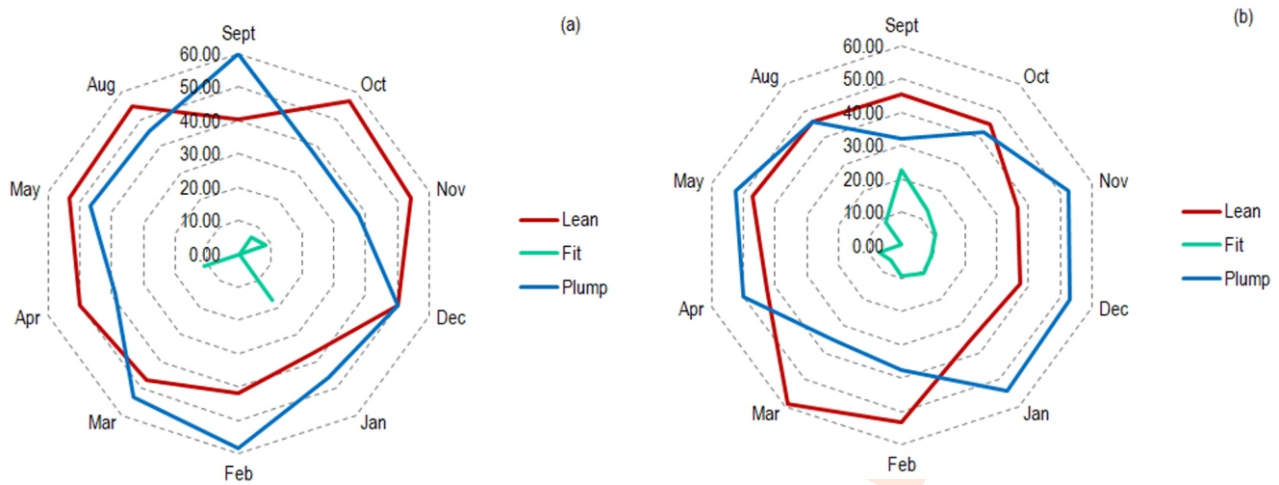 (a)
Sept
Oct
Nov
Dec
Jan
Feb
Mar
Apr
May
Aug
60.00
50.00
40.00
30.00
20.00
10.00
0.00
Lean
Fit
Plump
(b)
Sept
Oct
Nov
Dec
Jan
Feb
Mar
Apr
May
Aug
60.00
50.00
40.00
30.00
20.00
10.00
0.00
Lean
Fit
Plump